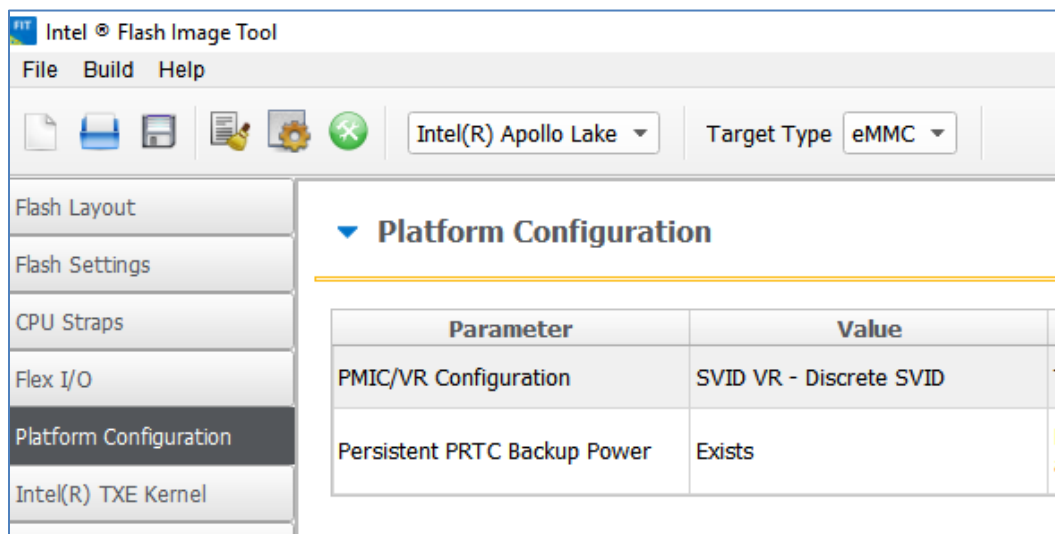 FIT Intel ® Flash Image Tool
File Build Help
Intel(R) Apollo Lake Target Type eMMC
Flash Layout
Flash Settings
CPU Straps
Flex I/O
Platform Configuration
Intel(R) TXE Kernel
Platform Configuration
Parameter Value
PMIC/VR Configuration SVID VR - Discrete SVID
Persistent PRTC Backup Power Exists